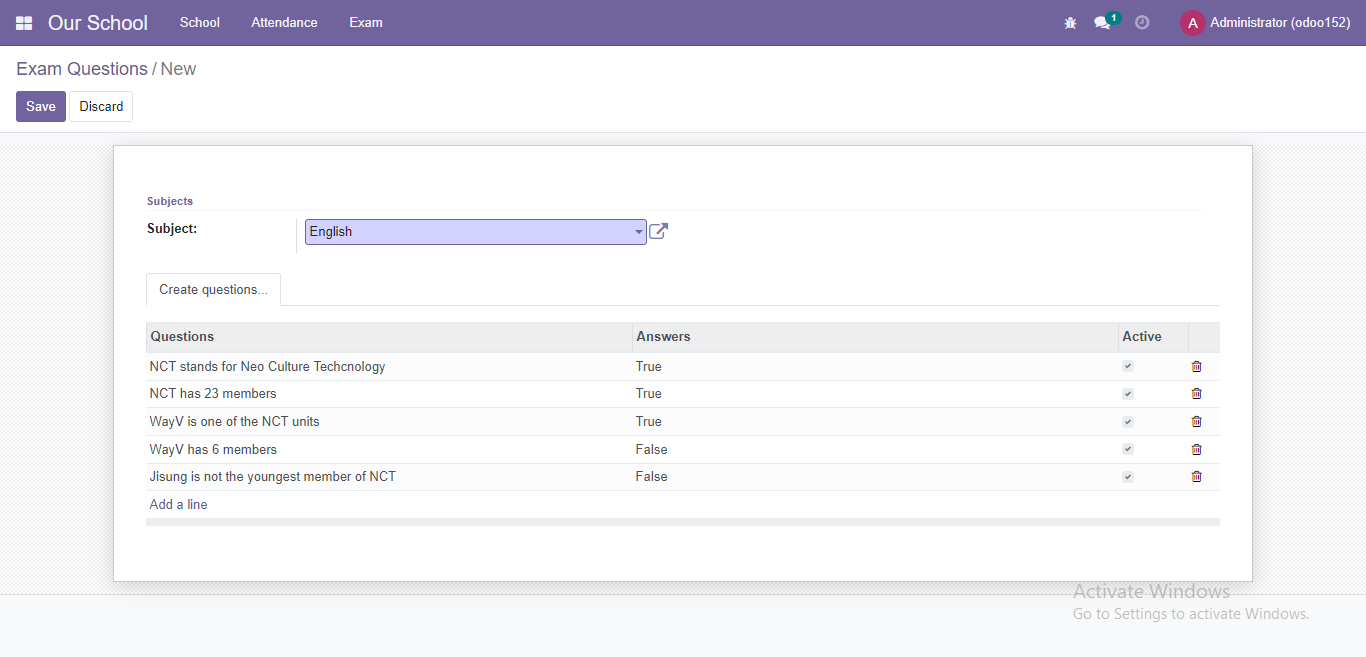 Our School School Attendance Exam 1 A Administrator (odoo152)
Exam Questions / New
Save Discard
Subjects
Subject: English
Create questions...
Questions Answers Active
NCT stands for Neo Culture Techcnology True
NCT has 23 members True
WayV is one of the NCT units True
WayV has 6 members False
Jisung is not the youngest member of NCT False
Add a line
Activate Windows
Go to Settings to activate Windows.